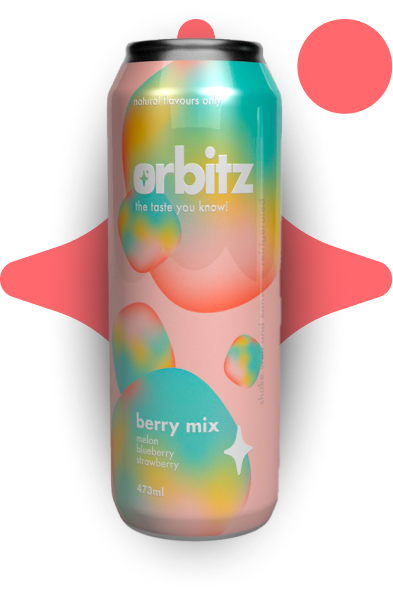 natural flavours only
orbitz
the taste you know!
berry mix
melon
blueberry
strawberry
473ml